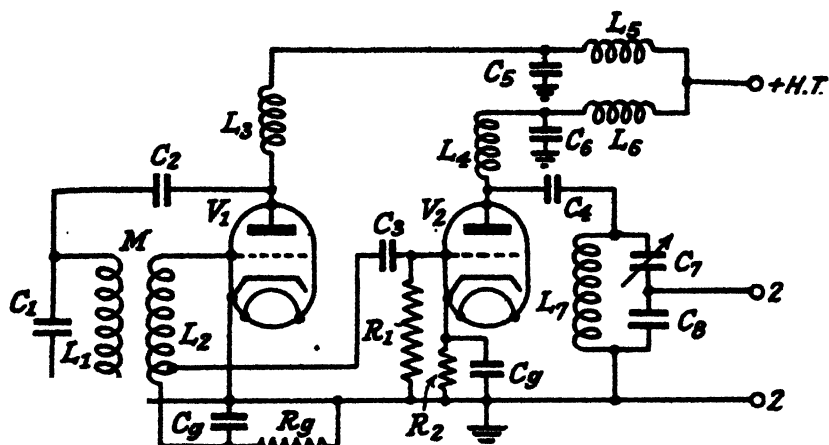 L5
C5
+H.T.
L3
L6
C6
L4
C2
C4
V1
V2
M
C3
C7
L7
2
C1
C8
L2
R1
L1
Cg
2
Cg
Rg
R2